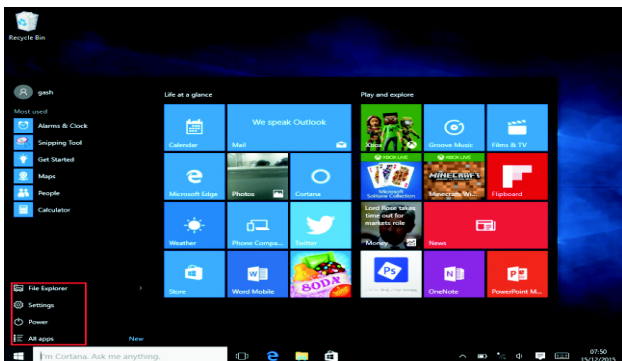 Recycle Bin
gash
Most used
Alarms & Clock
Snipping Tool
Get Started
Maps
People
Calculator
File Explorer
Settings
Power
All apps
New
Life at a glance
Calendar
We speak Outlook
Mail
Microsoft Edge
Photos
Cortana
Weather
Phone Compa...
Twitter
Store
Word Mobile
SODA
Play and explore
Xbox
Groove Music
Films & TV
XBOX LIVE
Microsoft
Solitaire Collection
XBOX LIVE
MINECRAFT
Minecraft Wi...
Flipboard
Lord Rose takes
time out for
markets role
Money
News
Ps
OneNote
PowerPoint M...
I'm Cortana. Ask me anything.
07:50
15/12/2015